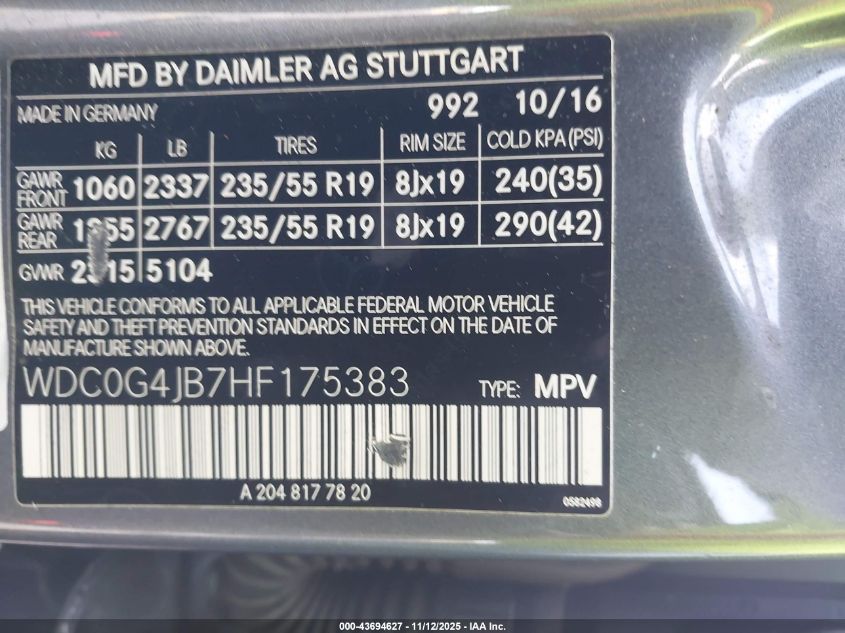 MFD BY DAIMLER AG STUTTGART
MADE IN GERMANY 992 10/16
KG LB TIRES RIM SIZE COLD KPA (PSI)
GAWR FRONT 1060 2337 235/55 R19 8Jx19 240(35)
GAWR REAR 2767 235/55 R19 8Jx19 290(42)
GVWR 5104
THIS VEHICLE CONFORMS TO ALL APPLICABLE FEDERAL MOTOR VEHICLE
SAFETY AND THEFT PREVENTION STANDARDS IN EFFECT ON THE DATE OF
MANUFACTURE SHOWN ABOVE.
WDC0G4JB7HF175383 TYPE: MPV
A 204 817 78 20
0582498
000-43694627 - 11/12/2025 - IAA Inc.